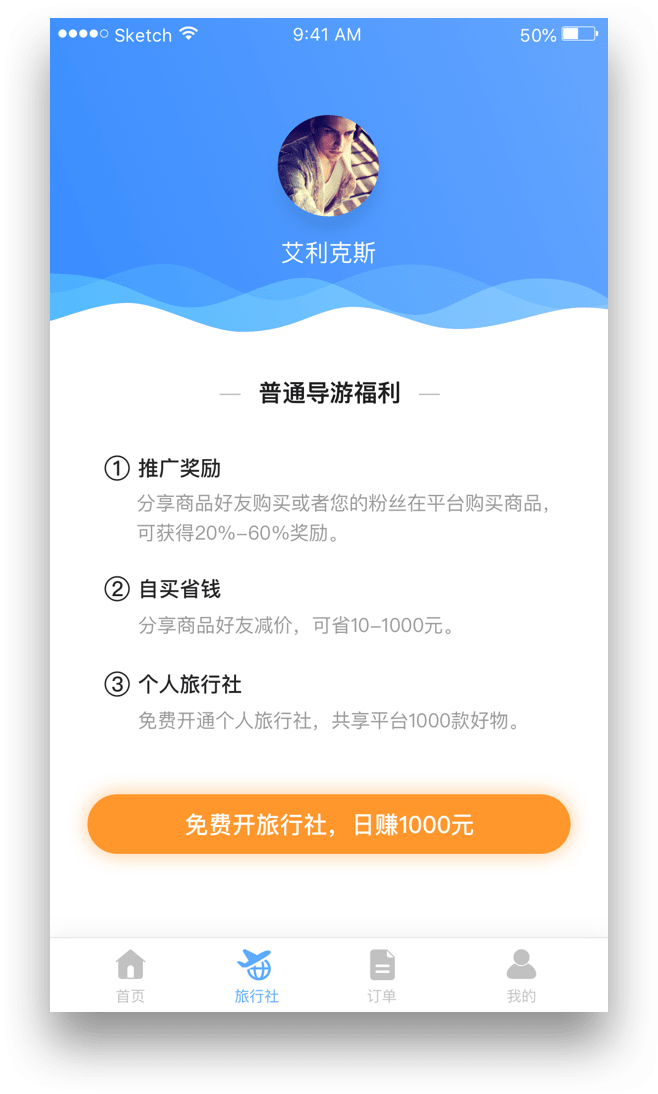 Sketch 9:41 AM 50%
艾利克斯
— 普通导游福利 —
① 推广奖励
分享商品好友购买或者您的粉丝在平台购买商品，
可获得20%-60%奖励。
② 自买省钱
分享商品好友减价，可省10-1000元。
③ 个人旅行社
免费开通个人旅行社，共享平台1000款好物。
免费开旅行社，日赚1000元
首页 旅行社 订单 我的